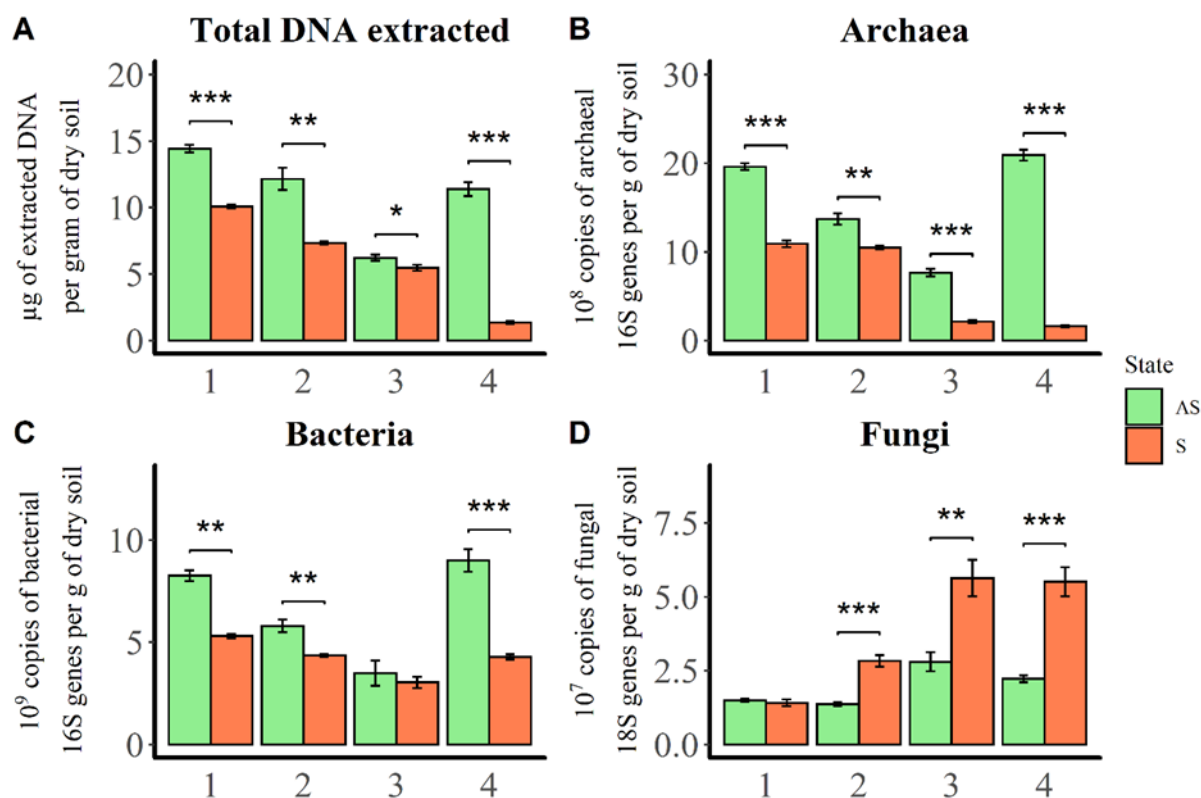 A Total DNA extracted
µg of extracted DNA
per gram of dry soil
20
15
10
5
0
***
**
*
***
1 2 3 4
B Archaea
10⁸ copies of archaeal
16S genes per g of dry soil
30
20
10
0
***
**
***
***
1 2 3 4
C Bacteria
10⁹ copies of bacterial
16S genes per g of dry soil
10
5
0
**
**
***
1 2 3 4
D Fungi
10⁷ copies of fungal
18S genes per g of dry soil
7.5
5.0
2.5
0.0
***
**
***
1 2 3 4
State
AS
S